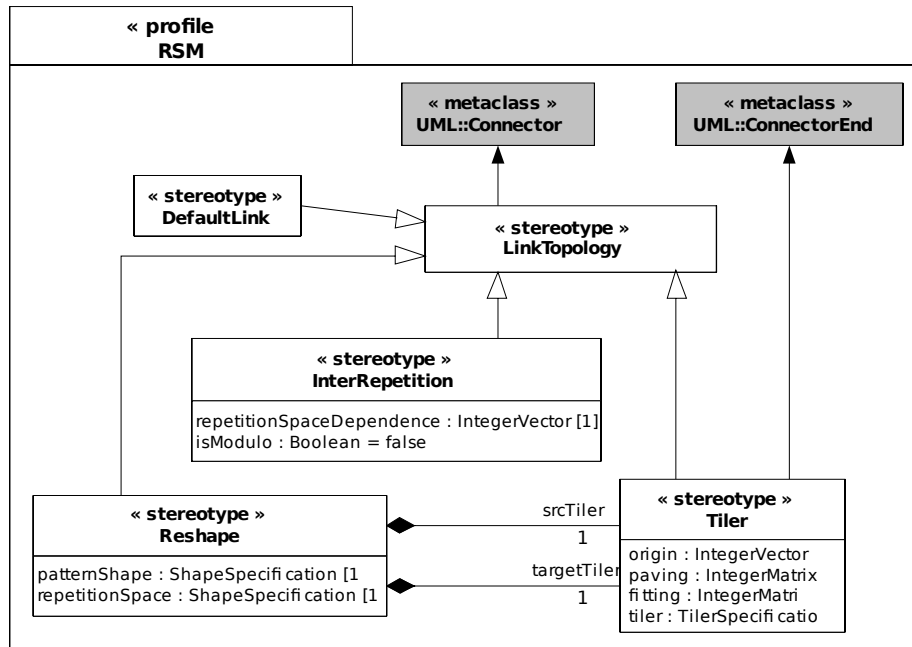 « profile
RSM
« metaclass »
UML::Connector
« metaclass »
UML::ConnectorEnd
« stereotype »
DefaultLink
« stereotype »
LinkTopology
« stereotype »
InterRepetition
repetitionSpaceDependence : IntegerVector [1]
isModulo : Boolean = false
« stereotype »
Reshape
patternShape : ShapeSpecification [1
repetitionSpace : ShapeSpecification [1
srcTiler
1
targetTiler
1
« stereotype »
Tiler
origin : IntegerVector
paving : IntegerMatrix
fitting : IntegerMatri
tiler : TilerSpecificatio